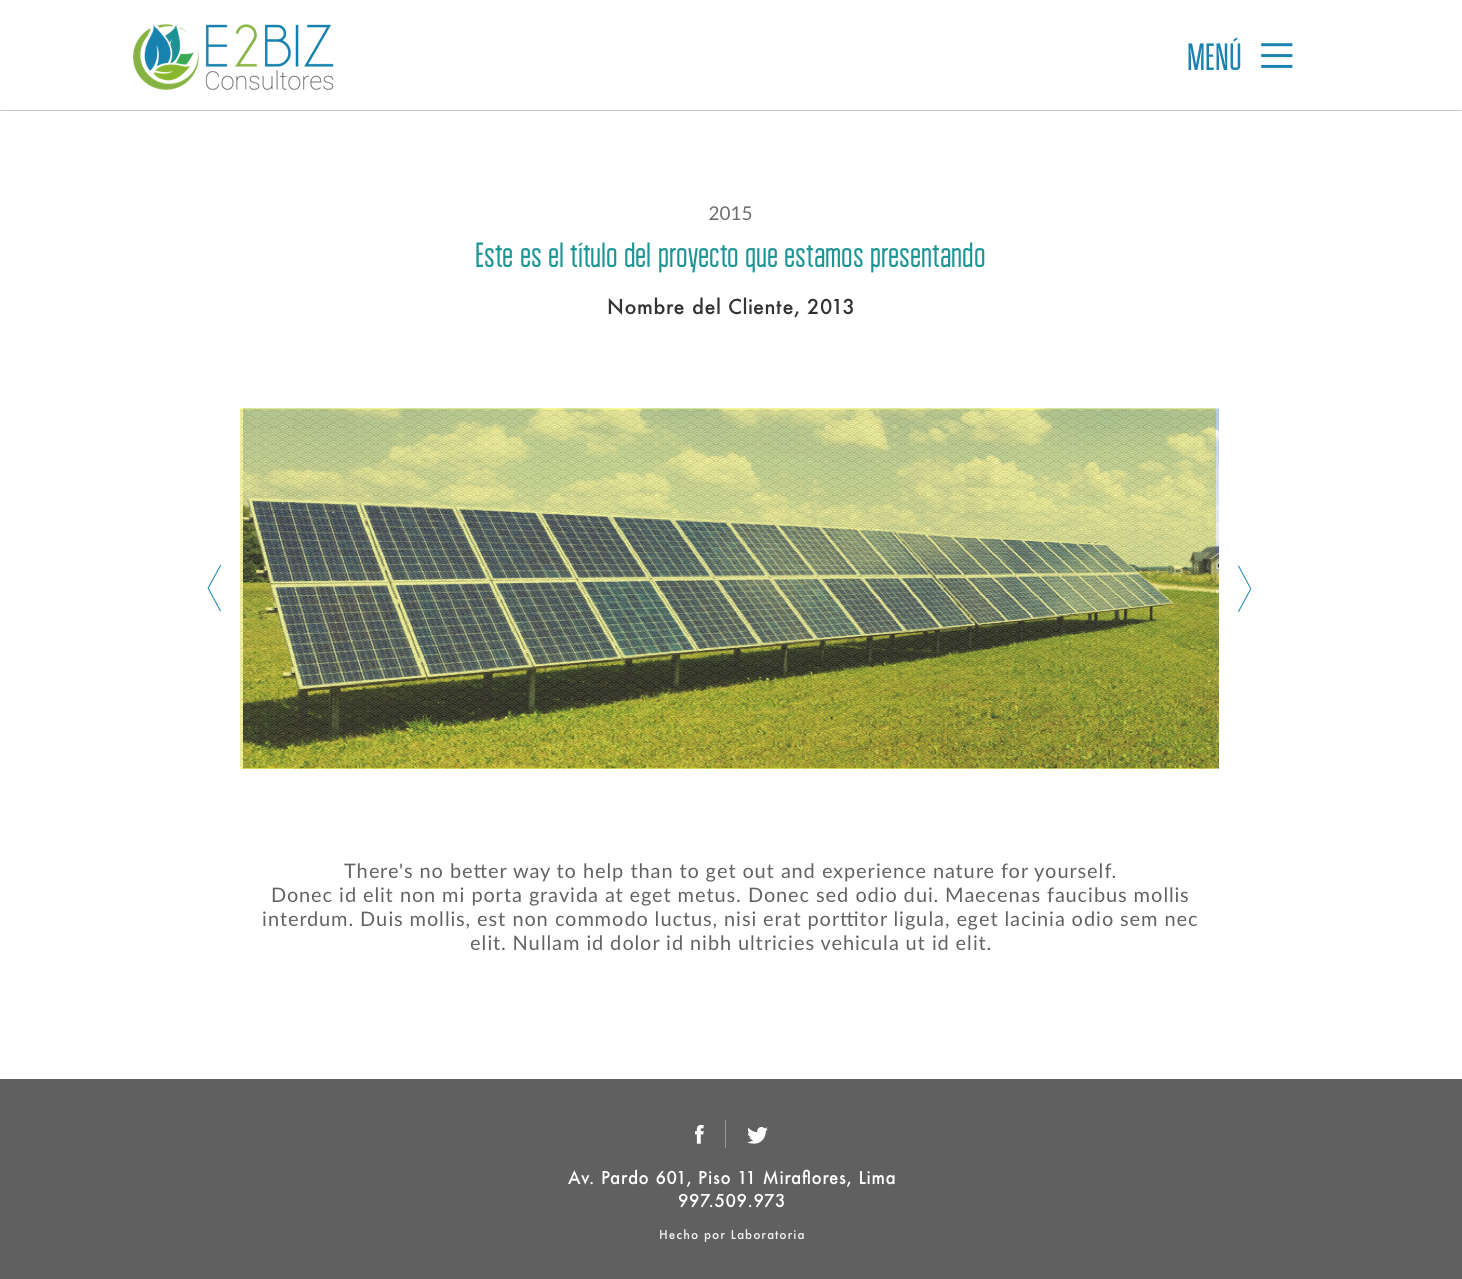 E2BIZ
Consultores
MENÚ
2015
Este es el título del proyecto que estamos presentando
Nombre del Cliente, 2013
There's no better way to help than to get out and experience nature for yourself.
Donec id elit non mi porta gravida at eget metus. Donec sed odio dui. Maecenas faucibus mollis
interdum. Duis mollis, est non commodo luctus, nisi erat porttitor ligula, eget lacinia odio sem nec
elit. Nullam id dolor id nibh ultricies vehicula ut id elit.
Av. Pardo 601, Piso 11 Miraflores, Lima
997.509.973
Hecho por Laboratoria